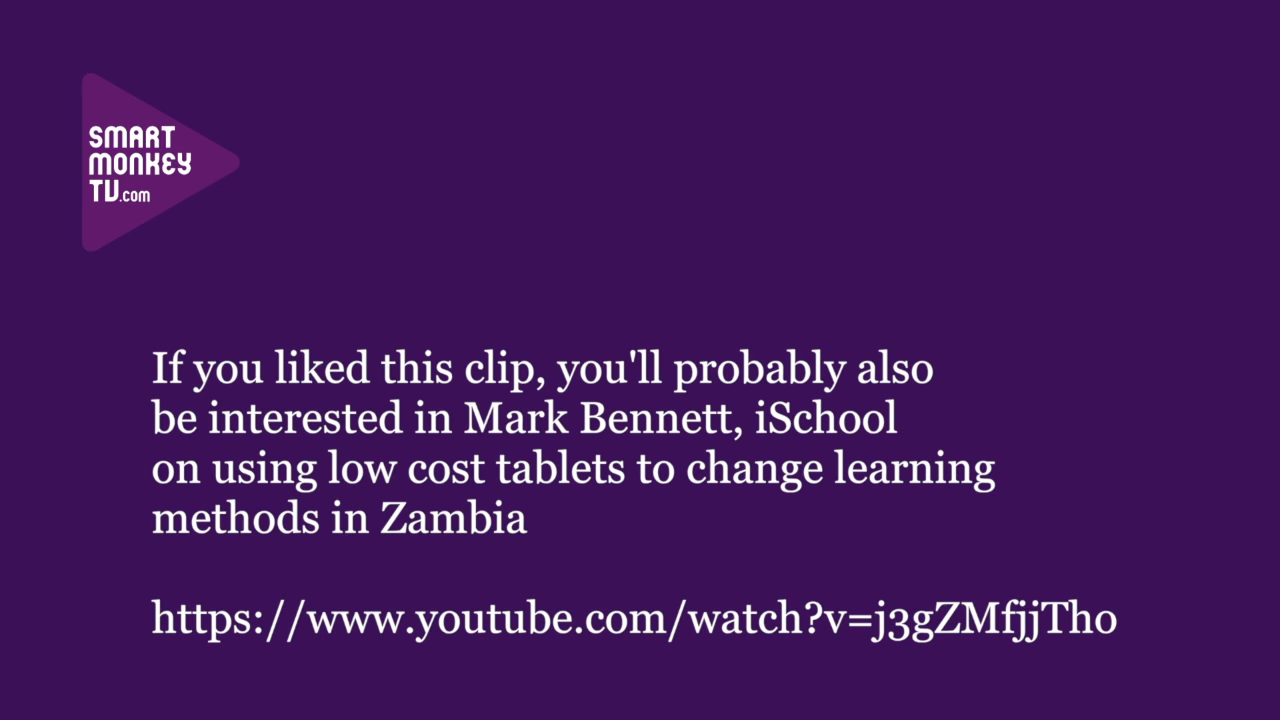 SMART
MONKEY
TV.com
If you liked this clip, you'll probably also
be interested in Mark Bennett, iSchool
on using low cost tablets to change learning
methods in Zambia
https://www.youtube.com/watch?v=j3gZMfjjTho